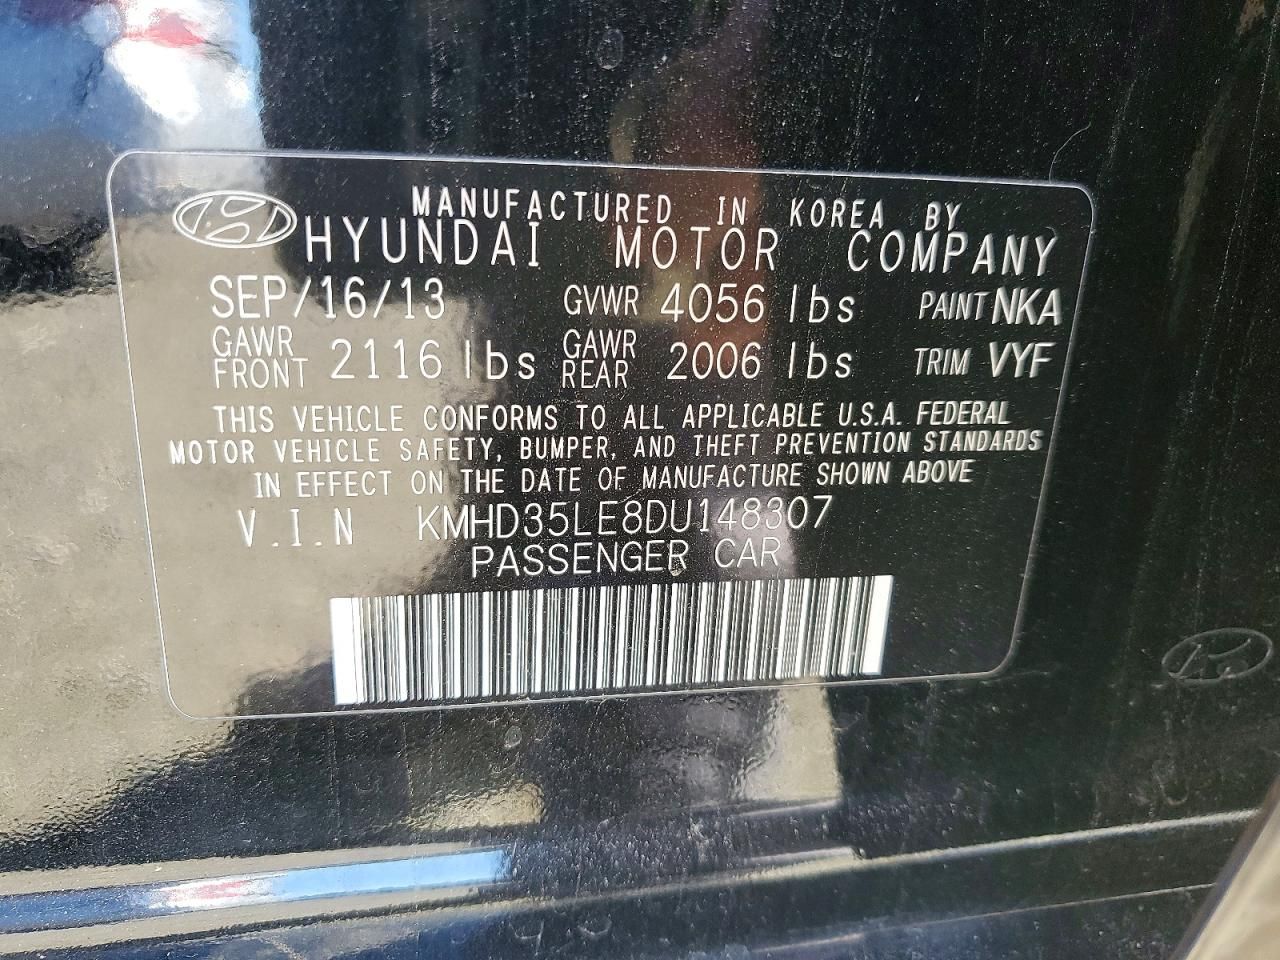 MANUFACTURED IN KOREA BY
HYUNDAI MOTOR COMPANY
SEP/16/13 GVWR 4056 lbs PAINT NKA
GAWR FRONT 2116 lbs GAWR REAR 2006 lbs TRIM VYF
THIS VEHICLE CONFORMS TO ALL APPLICABLE U.S.A. FEDERAL
MOTOR VEHICLE SAFETY, BUMPER, AND THEFT PREVENTION STANDARDS
IN EFFECT ON THE DATE OF MANUFACTURE SHOWN ABOVE
V.I.N KMHD35LE8DU148307
PASSENGER CAR